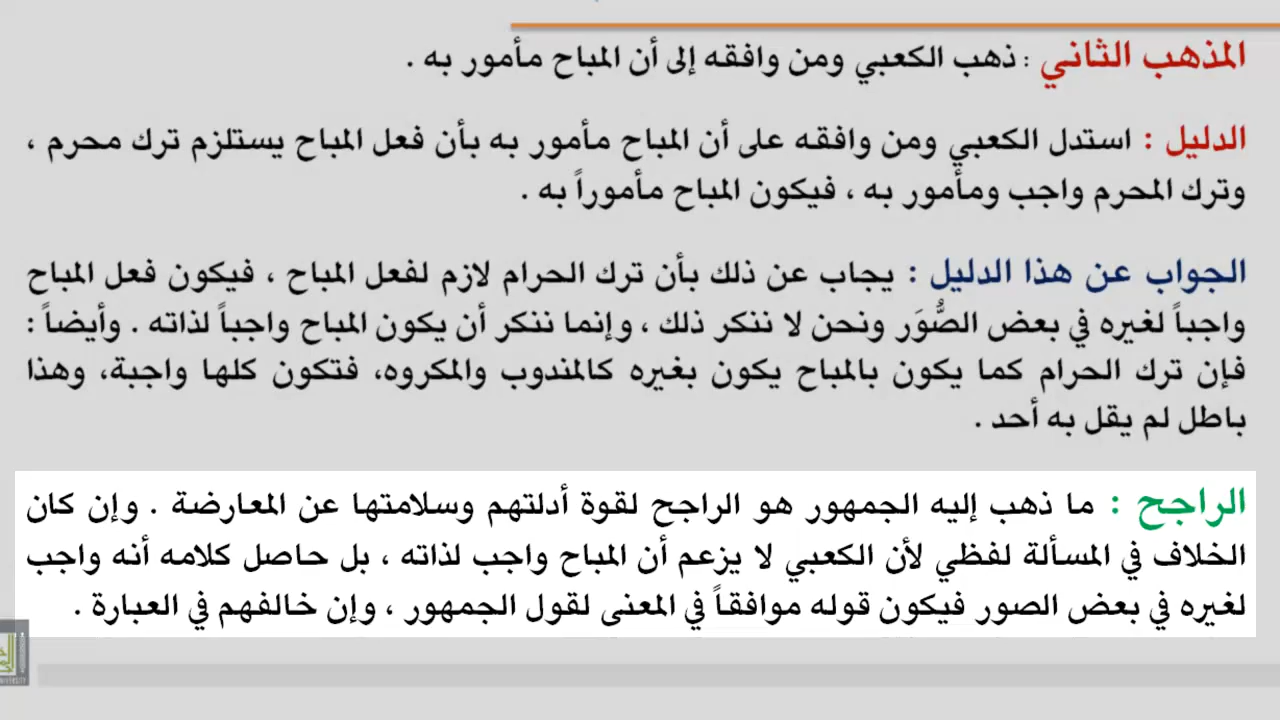 المذهب الثاني : ذهب الكعبي ومن وافقه إلى أن المباح مأمور به .
الدليل : استدل الكعبي ومن وافقه على أن المباح مأمور به بأن فعل المباح يستلزم ترك محرم ،
وترك المحرم واجب ومأمور به ، فيكون المباح مأموراً به .
الجواب عن هذا الدليل : يجاب عن ذلك بأن ترك الحرام لازم لفعل المباح ، فيكون فعل المباح
واجباً لغيره في بعض الصُّوَر ونحن لا ننكر ذلك ، وإنما ننكر أن يكون المباح واجباً لذاته . وأيضاً :
فإن ترك الحرام كما يكون بالمباح يكون بغيره كالمندوب والمكروه، فتكون كلها واجبة، وهذا
باطل لم يقل به أحد .
الراجح : ما ذهب إليه الجمهور هو الراجح لقوة أدلتهم وسلامتها عن المعارضة . وإن كان
الخلاف في المسألة لفظي لأن الكعبي لا يزعم أن المباح واجب لذاته ، بل حاصل كلامه أنه واجب
لغيره في بعض الصور فيكون قوله موافقاً في المعنى لقول الجمهور ، وإن خالفهم في العبارة .